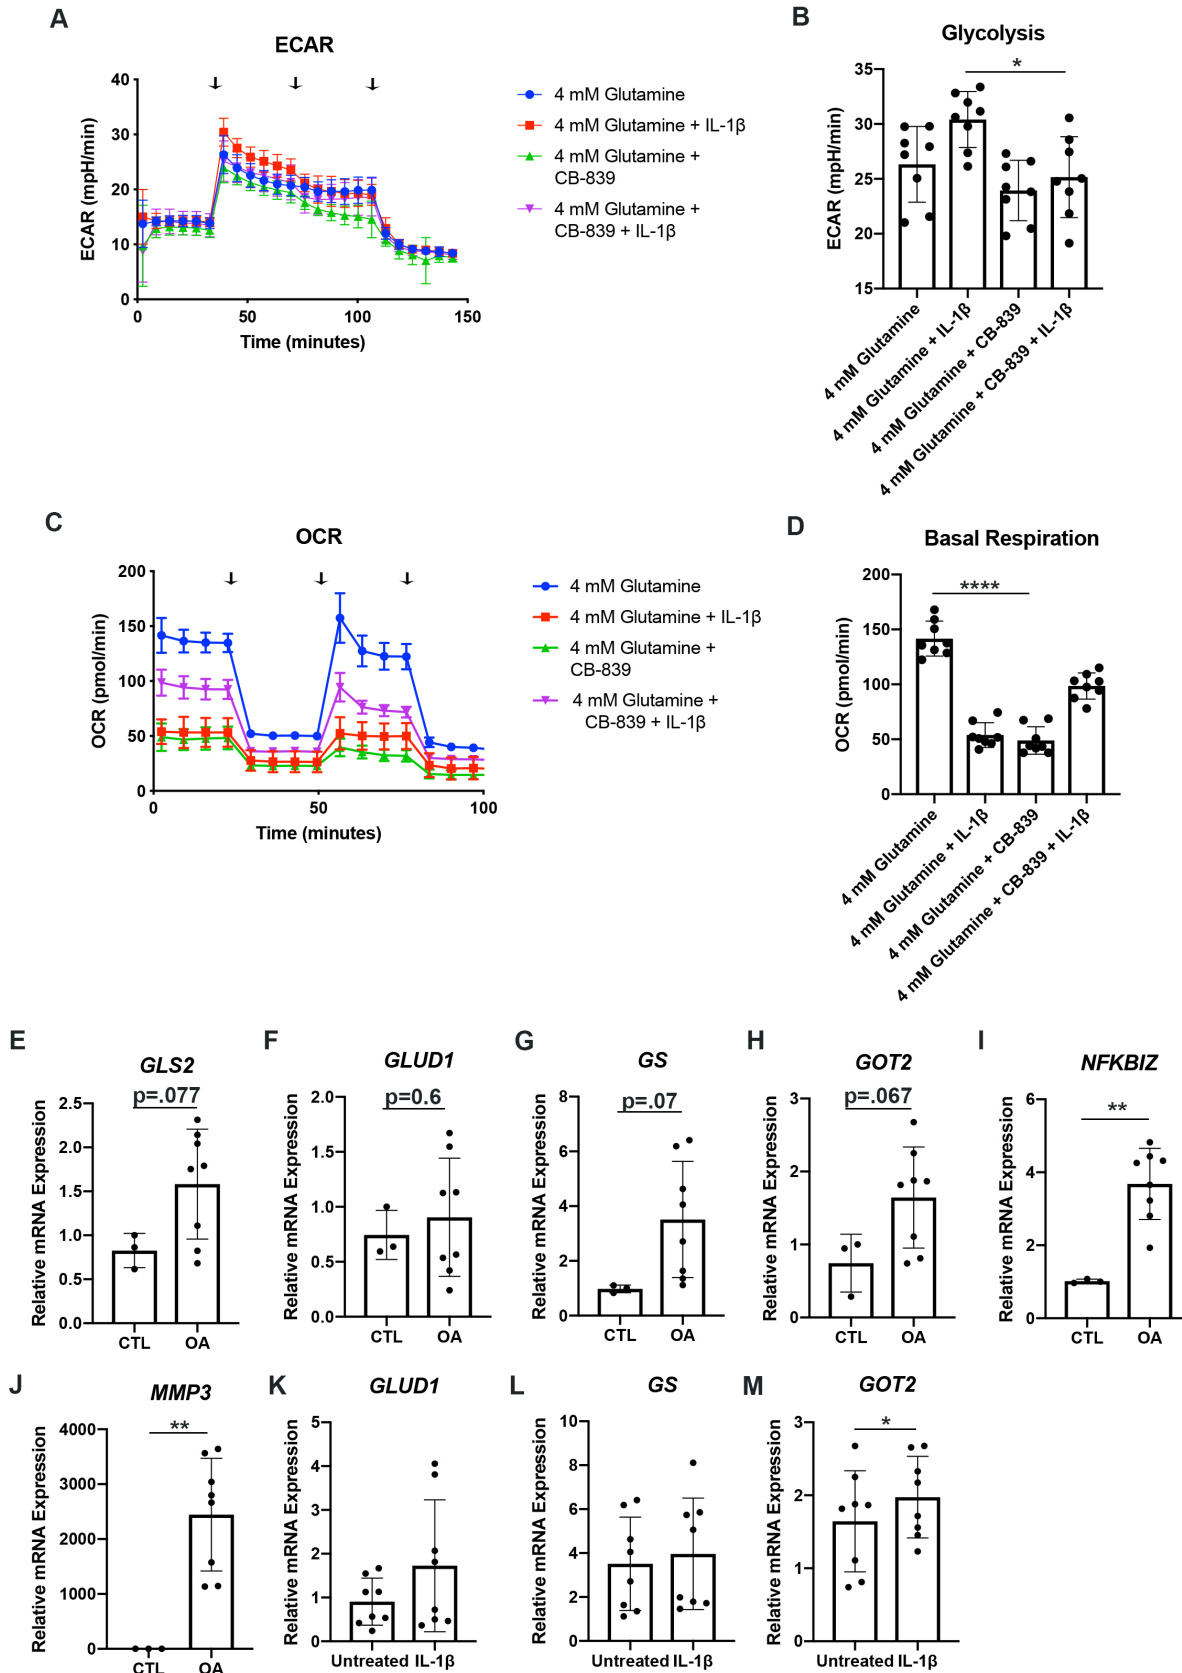 A
ECAR
ECAR (mpH/min)
40
30
20
10
0
0
50
100
150
Time (minutes)
4 mM Glutamine
4 mM Glutamine + IL-1β
4 mM Glutamine +
CB-839
4 mM Glutamine +
CB-839 + IL-1β
B
Glycolysis
ECAR (mpH/min)
35
30
25
20
15
*
4 mM Glutamine
4 mM Glutamine + IL-1β
4 mM Glutamine + CB-839
4 mM Glutamine + CB-839 + IL-1β
C
OCR
OCR (pmol/min)
200
150
100
50
0
0
50
100
Time (minutes)
4 mM Glutamine
4 mM Glutamine + IL-1β
4 mM Glutamine +
CB-839
4 mM Glutamine +
CB-839 + IL-1β
D
Basal Respiration
OCR (pmol/min)
200
150
100
50
0
****
4 mM Glutamine
4 mM Glutamine + IL-1β
4 mM Glutamine + CB-839
4 mM Glutamine + CB-839 + IL-1β
E
GLS2
p=.077
Relative mRNA Expression
2.5
2.0
1.5
1.0
0.5
0.0
CTL OA
F
GLUD1
p=0.6
Relative mRNA Expression
2.0
1.5
1.0
0.5
0.0
CTL OA
G
GS
p=.07
Relative mRNA Expression
8
6
4
2
0
CTL OA
H
GOT2
p=.067
Relative mRNA Expression
3
2
1
0
CTL OA
I
NFKBIZ
**
Relative mRNA Expression
6
4
2
0
CTL OA
J
MMP3
**
Relative mRNA Expression
4000
3000
2000
1000
0
CTL OA
K
GLUD1
Relative mRNA Expression
5
4
3
2
1
0
Untreated IL-1β
L
GS
Relative mRNA Expression
10
8
6
4
2
0
Untreated IL-1β
M
GOT2
*
Relative mRNA Expression
3
2
1
0
Untreated IL-1β